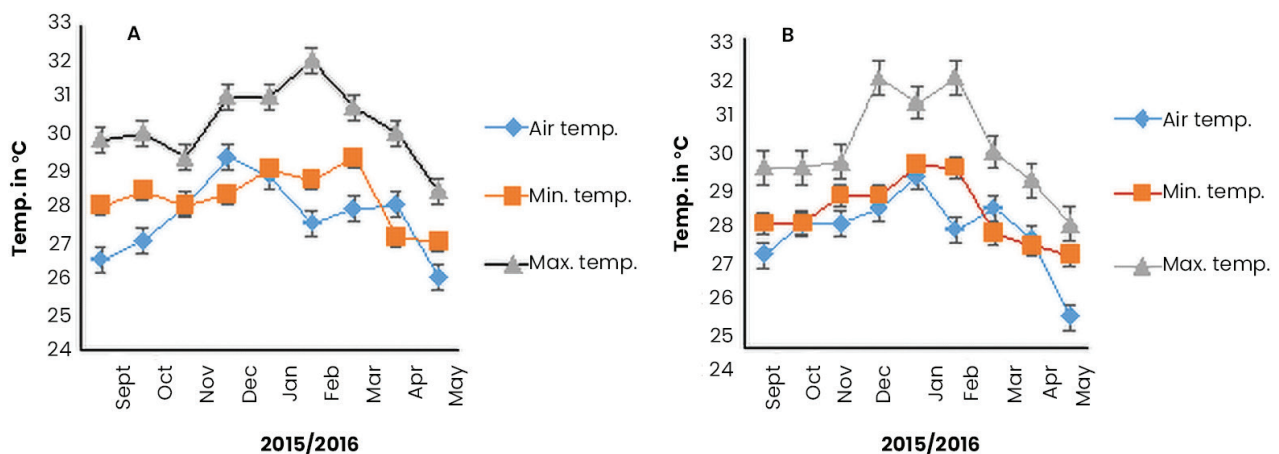 A
Temp. in °C
33
32
31
30
29
28
27
26
25
24
Sept
Oct
Nov
Dec
Jan
Feb
Mar
Apr
May
2015/2016
Air temp.
Min. temp.
Max. temp.
B
Temp. in °C
33
32
31
30
29
28
27
26
25
24
Sept
Oct
Nov
Dec
Jan
Feb
Mar
Apr
May
2015/2016
Air temp.
Min. temp.
Max. temp.